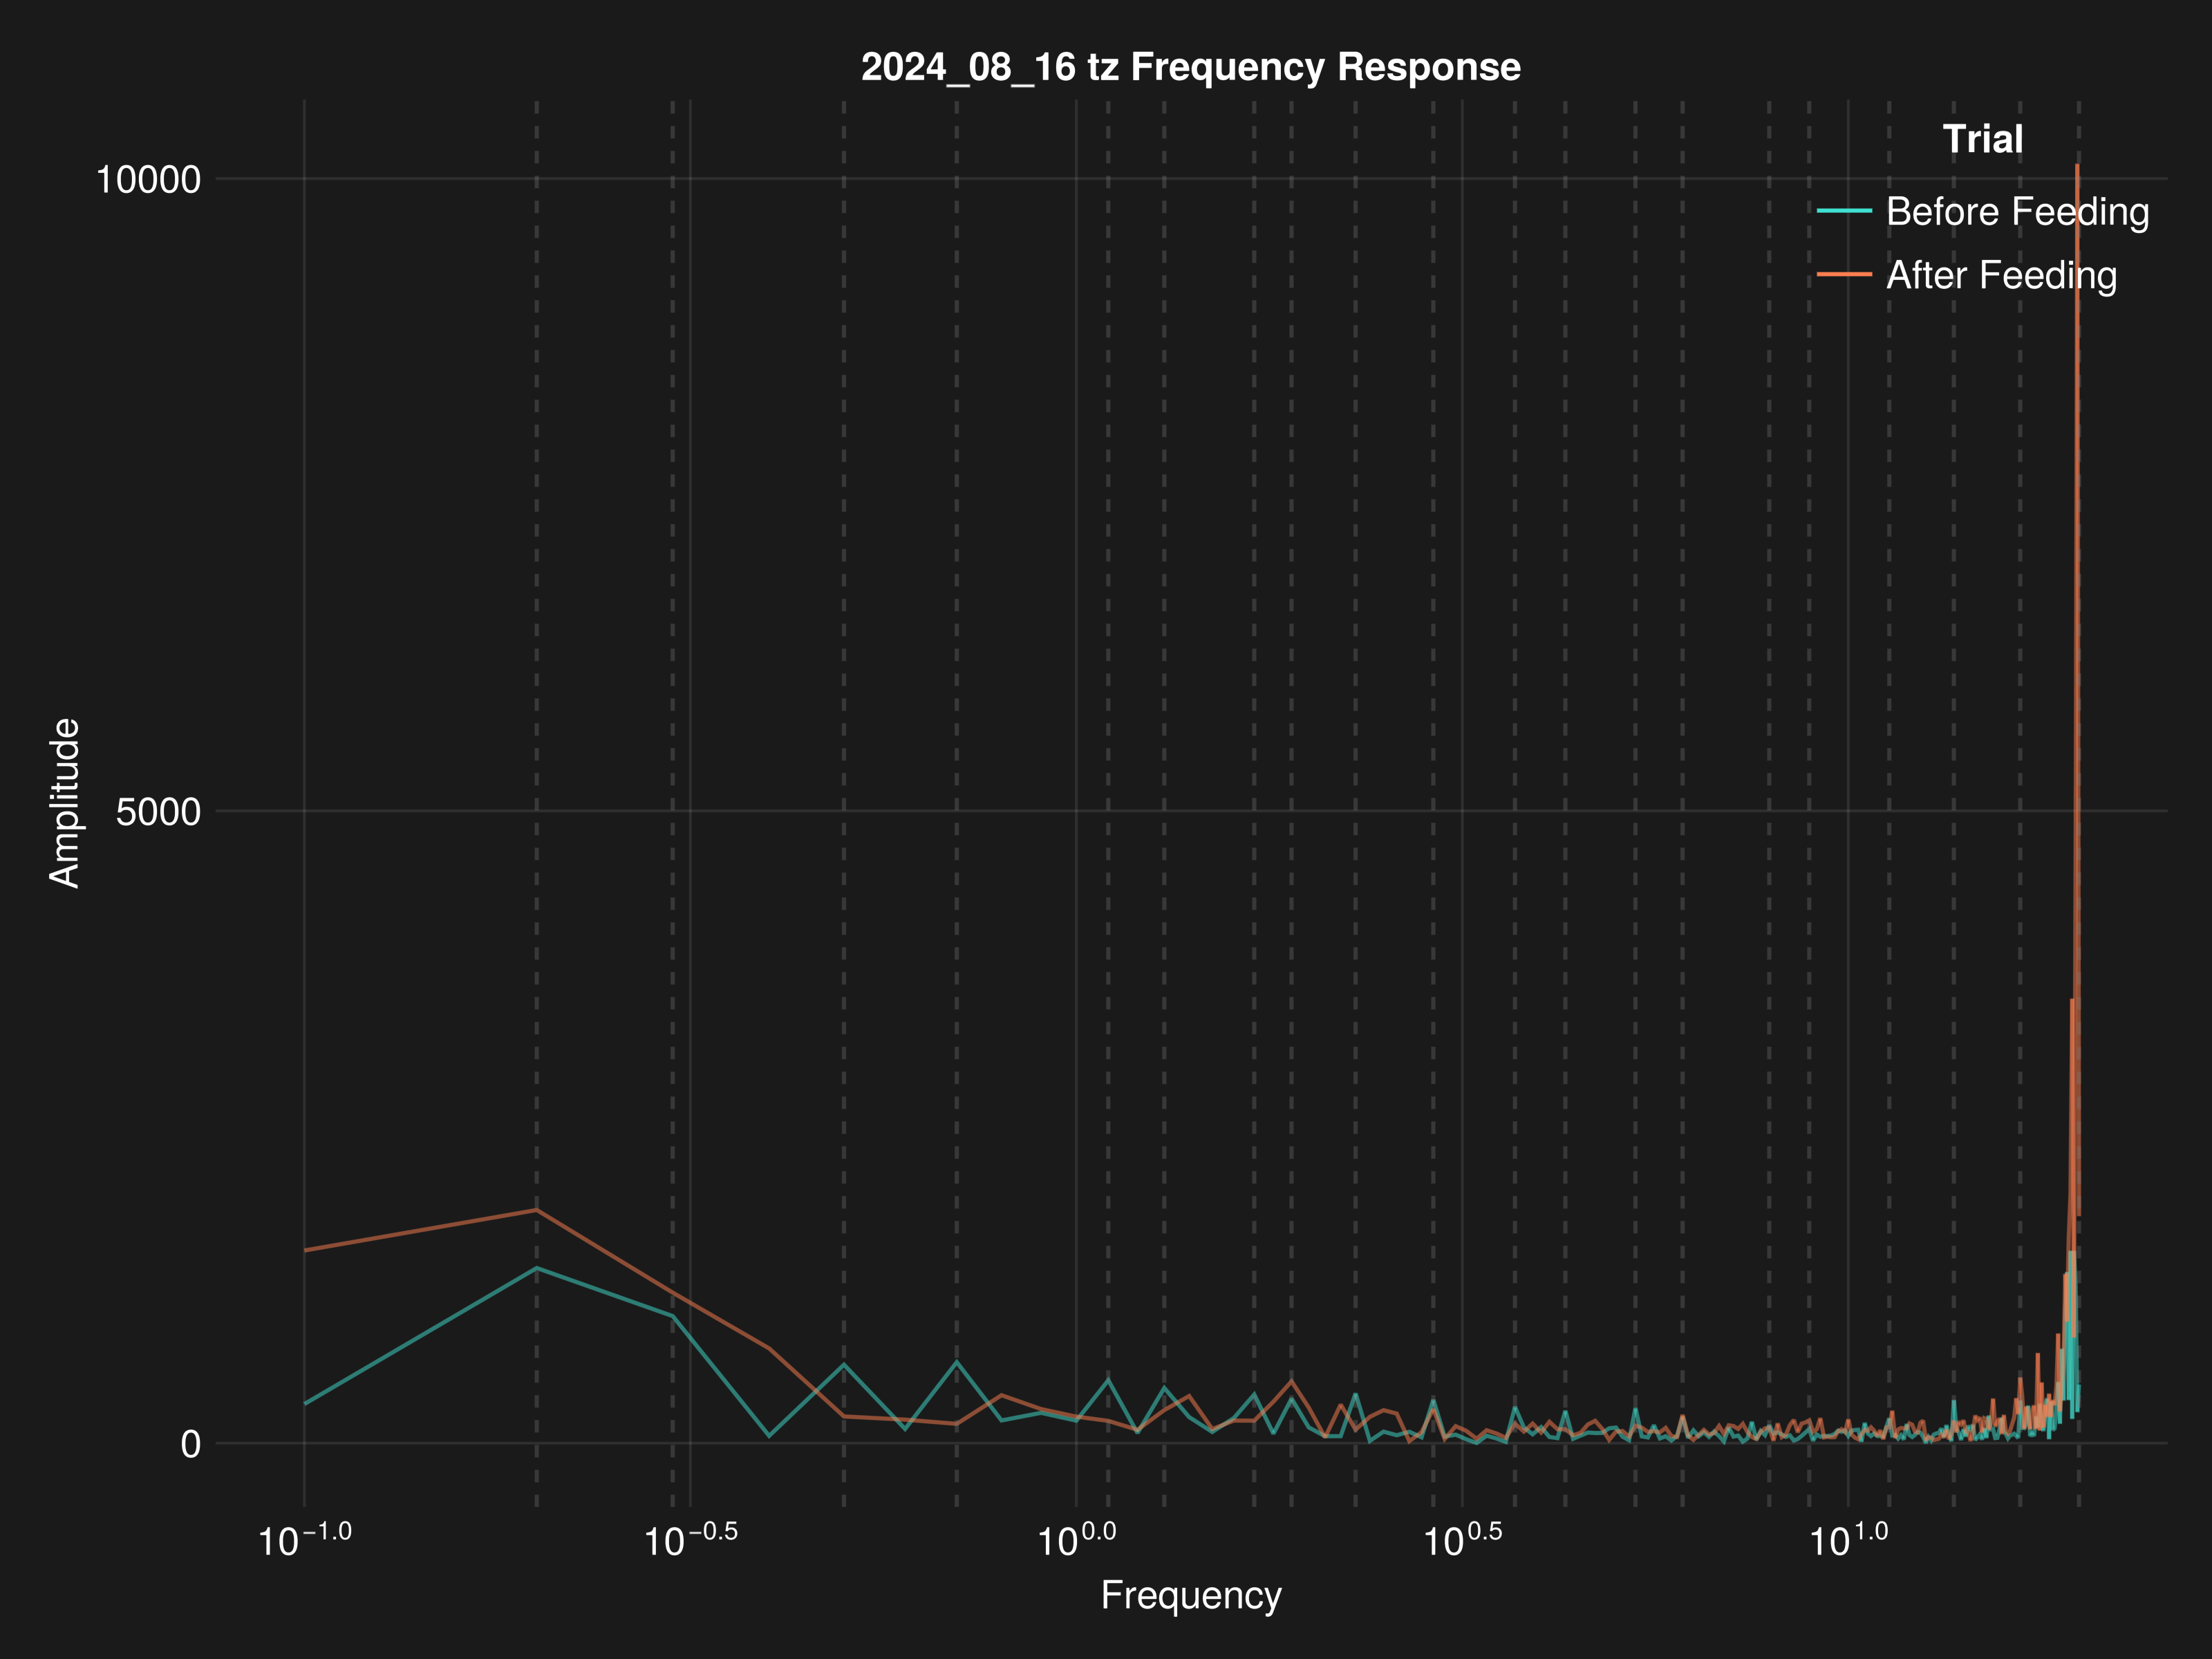 2024_08_16 tz Frequency Response
Trial
Before Feeding
After Feeding
10000
5000
0
Amplitude
10^−1.0
10^−0.5
10^0.0
10^0.5
10^1.0
Frequency